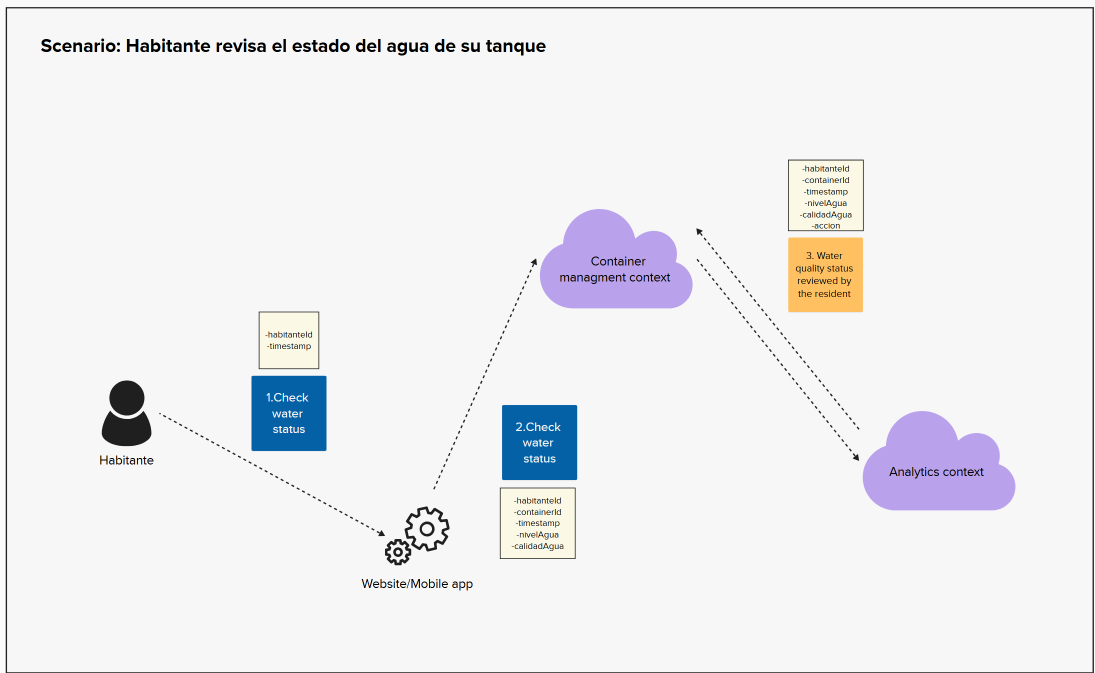 Scenario: Habitante revisa el estado del agua de su tanque
-habitanteId
-containerId
-timestamp
-nivelAgua
-calidadAgua
-accion
3. Water
quality status
reviewed by
the resident
Container
managment context
-habitanteId
-timestamp
1.Check
water
status
Habitante
2.Check
water
status
-habitanteId
-containerId
-timestamp
-nivelAgua
-calidadAgua
Analytics context
Website/Mobile app